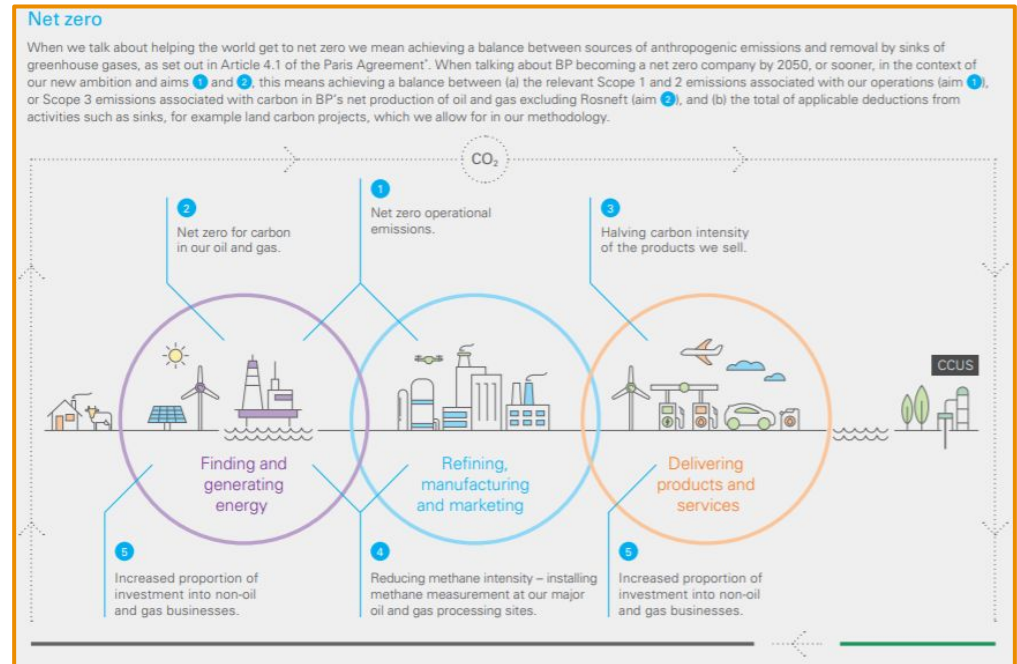 Net zero
When we talk about helping the world get to net zero we mean achieving a balance between sources of anthropogenic emissions and removal by sinks of
greenhouse gases, as set out in Article 4.1 of the Paris Agreement*. When talking about BP becoming a net zero company by 2050, or sooner, in the context of
our new ambition and aims 1 and 2, this means achieving a balance between (a) the relevant Scope 1 and 2 emissions associated with our operations (aim 1),
or Scope 3 emissions associated with carbon in BP's net production of oil and gas excluding Rosneft (aim 2), and (b) the total of applicable deductions from
activities such as sinks, for example land carbon projects, which we allow for in our methodology.
CO₂
2
Net zero for carbon
in our oil and gas.
1
Net zero operational
emissions.
3
Halving carbon intensity
of the products we sell.
CCUS
Finding and
generating
energy
Refining,
manufacturing
and marketing
Delivering
products and
services
5
Increased proportion of
investment into non-oil
and gas businesses.
4
Reducing methane intensity – installing
methane measurement at our major
oil and gas processing sites.
5
Increased proportion of
investment into non-oil
and gas businesses.